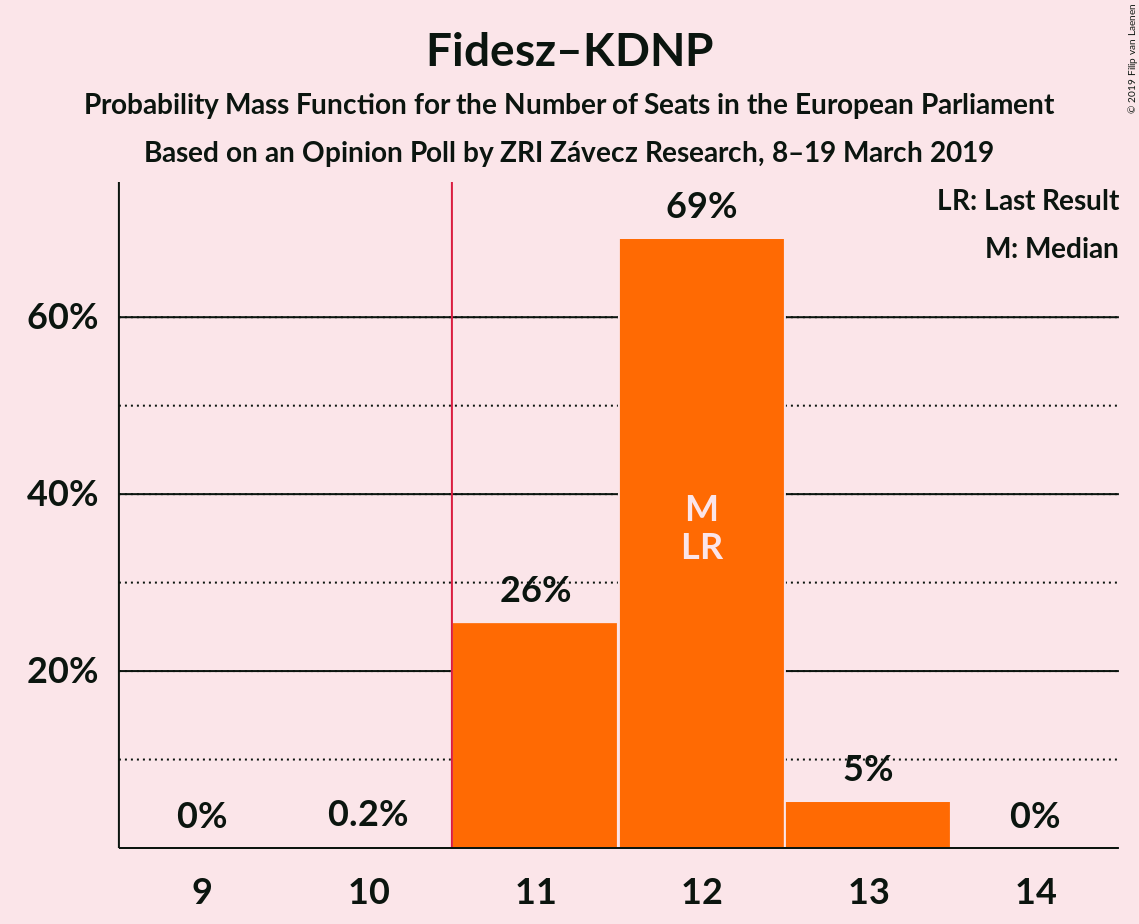 Fidesz–KDNP
Probability Mass Function for the Number of Seats in the European Parliament
Based on an Opinion Poll by ZRI Závecz Research, 8–19 March 2019
© 2019 Filip van Laenen
LR: Last Result
M: Median
69%
60%
40%
M
LR
26%
20%
5%
0%
0.2%
0%
9
10
11
12
13
14